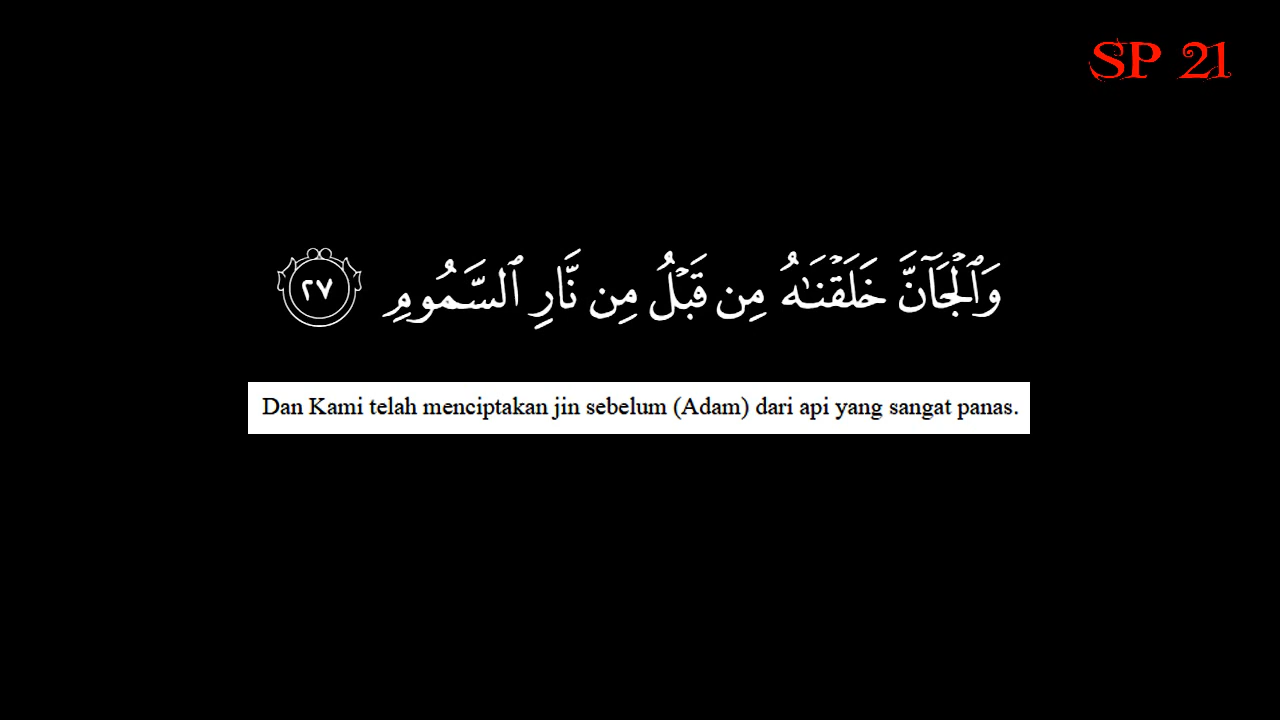 SP 21
وَٱلْجَآنَّ خَلَقْنَـٰهُ مِن قَبْلُ مِن نَّارِ ٱلسَّمُومِ ٢٧
Dan Kami telah menciptakan jin sebelum (Adam) dari api yang sangat panas.